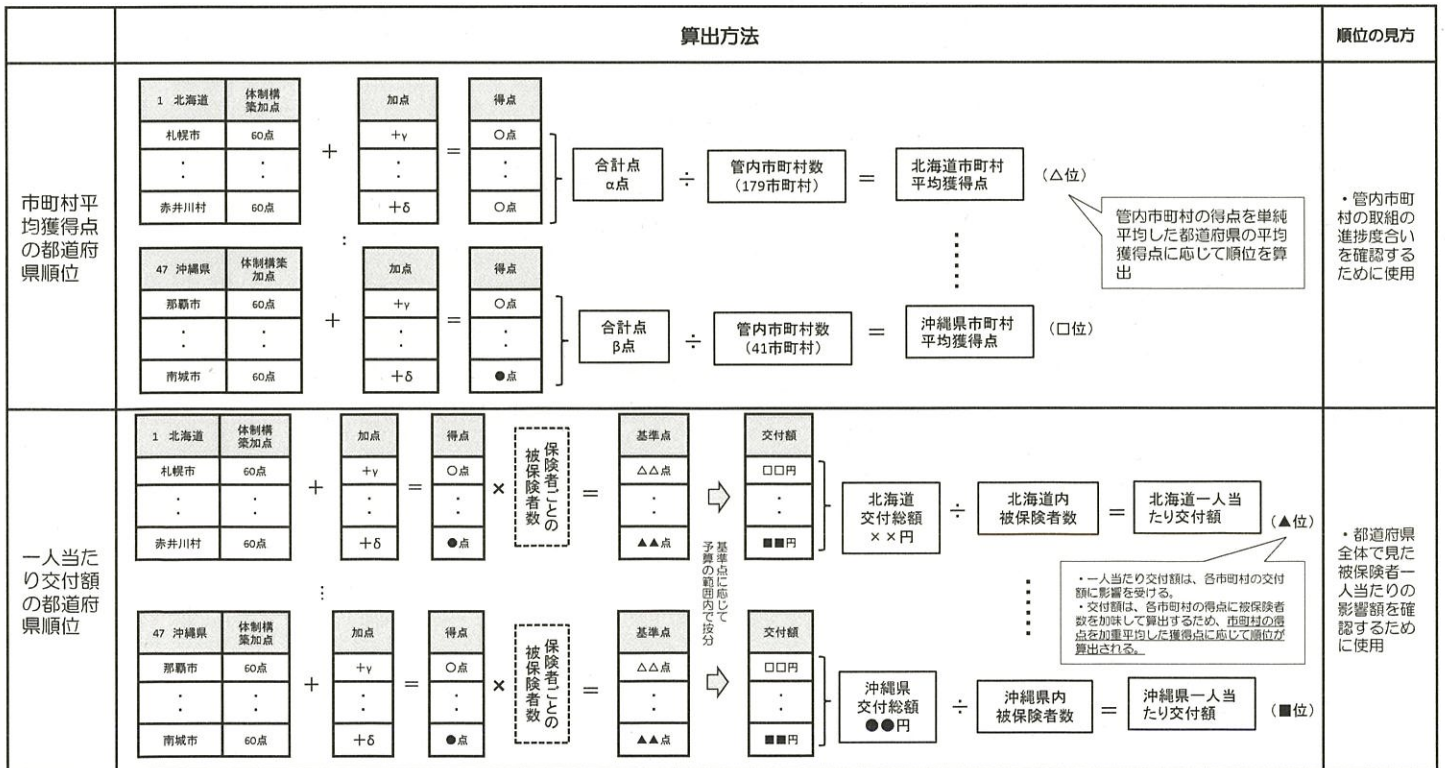 算出方法
順位の見方
市町村平
均獲得点
の都道府
県順位
1 北海道
体制構
築加点
札幌市
60点
:
:
赤井川村
60点
+
加点
+γ
:
+δ
=
得点
○点
:
○点
合計点
α点
÷
管内市町村数
(179市町村)
=
北海道市町村
平均獲得点
(△位)
管内市町村の得点を単純
平均した都道府県の平均
獲得点に応じて順位を算
出
:
47 沖縄県
体制構築
加点
那覇市
60点
:
:
南城市
60点
+
加点
+γ
:
+δ
=
得点
○点
:
●点
合計点
β点
÷
管内市町村数
(41市町村)
=
沖縄県市町村
平均獲得点
(□位)
・管内市町
村の取組の
進捗度合い
を確認する
ために使用
一人当た
り交付額
の都道府
県順位
1 北海道
体制構
築加点
札幌市
60点
:
:
赤井川村
60点
+
加点
+γ
:
+δ
=
得点
○点
:
●点
×
保険者ごとの
被保険者数
=
基準点
△△点
:
▲▲点
基準点に応じて
予算の範囲内で按分
交付額
□□円
:
■■円
北海道
交付総額
××円
÷
北海道内
被保険者数
=
北海道一人当
たり交付額
(▲位)
・一人当たり交付額は、各市町村の交付
額に影響を受ける。
・交付額は、各市町村の得点に被保険者
数を加味して算出するため、市町村の得
点を加重平均した獲得点に応じて順位が
算出される。
:
47 沖縄県
体制構
築加点
那覇市
60点
:
:
南城市
60点
+
加点
+γ
:
+δ
=
得点
○点
:
●点
×
保険者ごとの
被保険者数
=
基準点
△△点
:
▲▲点
交付額
□□円
:
■■円
沖縄県
交付総額
●●円
÷
沖縄県内
被保険者数
=
沖縄県一人当
たり交付額
(■位)
・都道府県
全体で見た
被保険者一
人当たりの
影響額を確
認するため
に使用